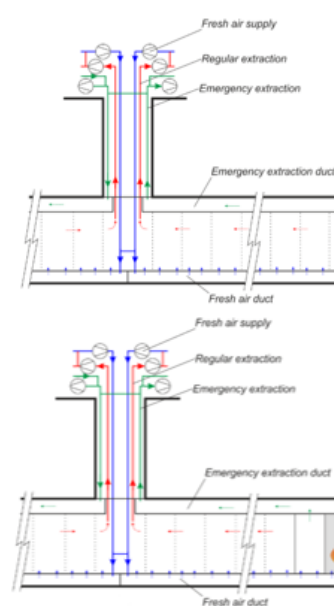 Fresh air supply
Regular extraction
Emergency extraction
Emergency extraction duct
Fresh air duct
Fresh air supply
Regular extraction
Emergency extraction
Emergency extraction duct
Fresh air duct